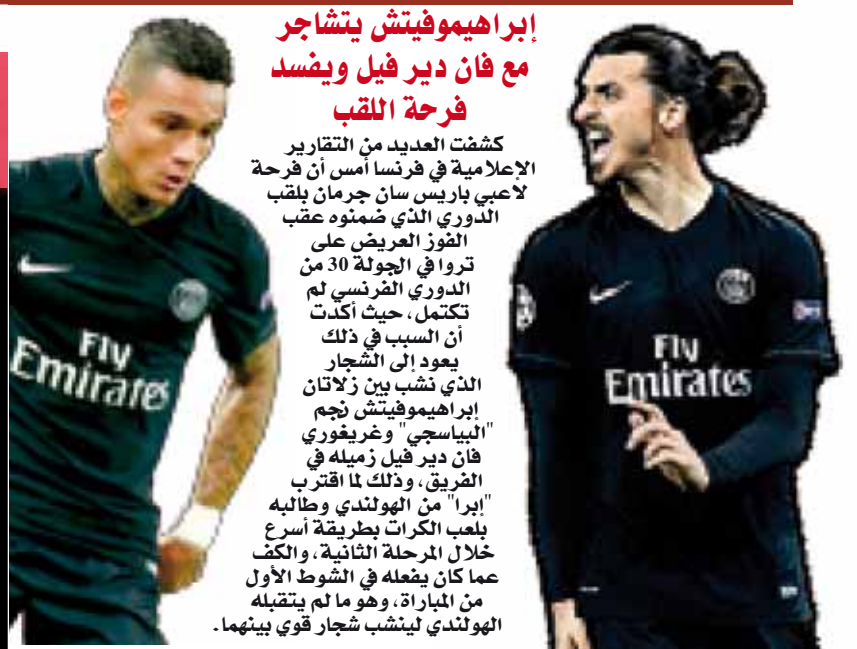 إبراهيموفيتش يتشاجر
مع فان دير فيل ويفسد
فرحة اللقب
كشفت العديد من التقارير
الإعلامية في فرنسا أمس أن فرحة
لاعبي باريس سان جرمان بلقب
الدوري الذي ضمنوه عقب
الفوز العريض على
تروا في الجولة 30 من
الدوري الفرنسي لم
تكتمل، حيث أكدت
أن السبب في ذلك
يعود إلى الشجار
الذي نشب بين زلاتان
إبراهيموفيتش نجم
"البياسجي" وغريغوري
فان دير فيل زميله في
الفريق، وذلك لما اقترب
"إبرا" من الهولندي وطالبه
بلعب الكرات بطريقة أسرع
خلال المرحلة الثانية، والكف
عما كان يفعله في الشوط الأول
من المباراة، وهو ما لم يتقبله
الهولندي لينشب شجار قوي بينهما.
Fly
Emirates
Fly
Emirates